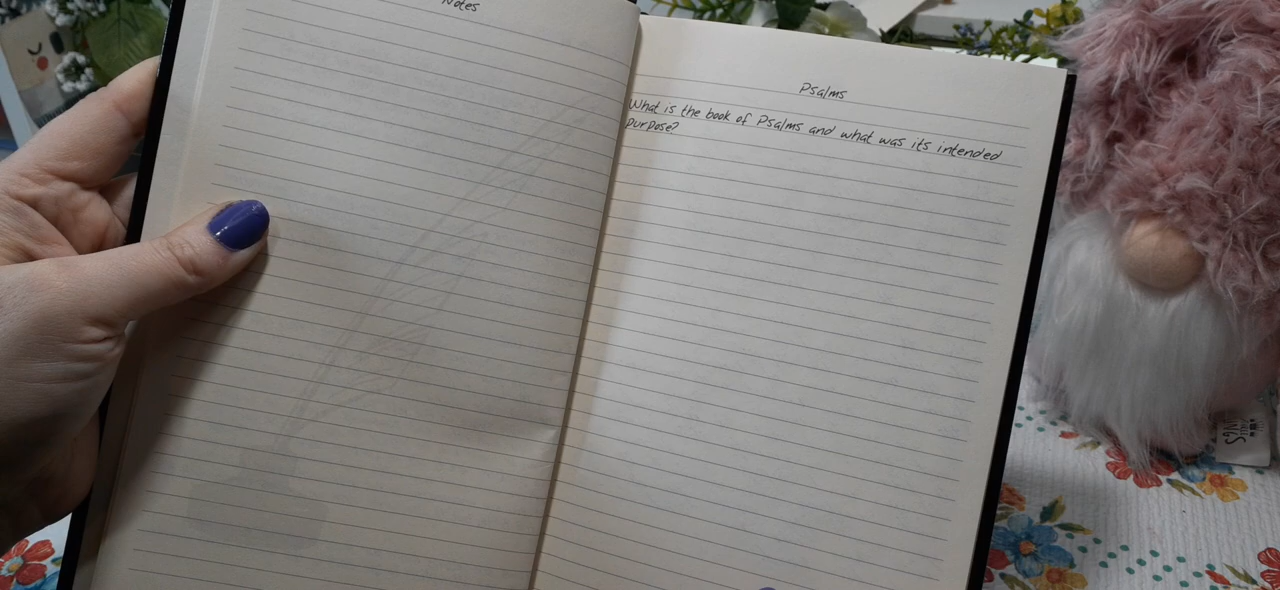 Notes
Psalms
What is the book of Psalms and what was its intended
purpose?